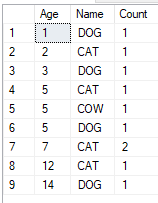 Age Name Count
1 1 DOG 1
2 2 CAT 1
3 3 DOG 1
4 5 CAT 1
5 5 COW 1
6 5 DOG 1
7 7 CAT 2
8 12 CAT 1
9 14 DOG 1